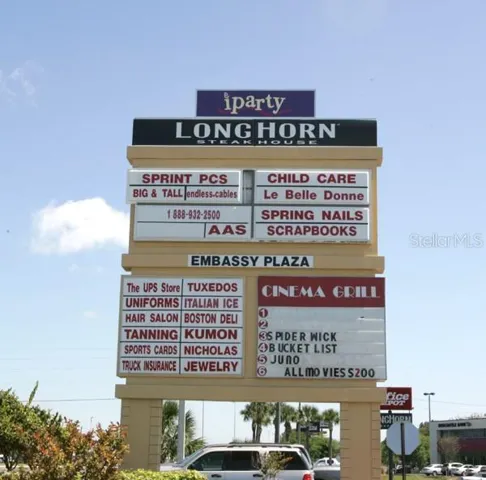 iparty
LONGHORN
STEAKHOUSE
SPRINT PCS
CHILD CARE
BIG & TALL endless-cables
Le Belle Donne
1 888-932-2500
SPRING NAILS
AAS
SCRAPBOOKS
EMBASSY PLAZA
The UPS Store TUXEDOS
UNIFORMS ITALIAN ICE
HAIR SALON BOSTON DELI
TANNING KUMON
SPORTS CARDS NICHOLAS
TRUCK INSURANCE JEWELRY
CINEMA GRILL
1
2
3 SPIDER WICK
4 BUCKET LIST
5 JUNO
6 ALL MOVIES S200
fice
EPOT
StellarMLS